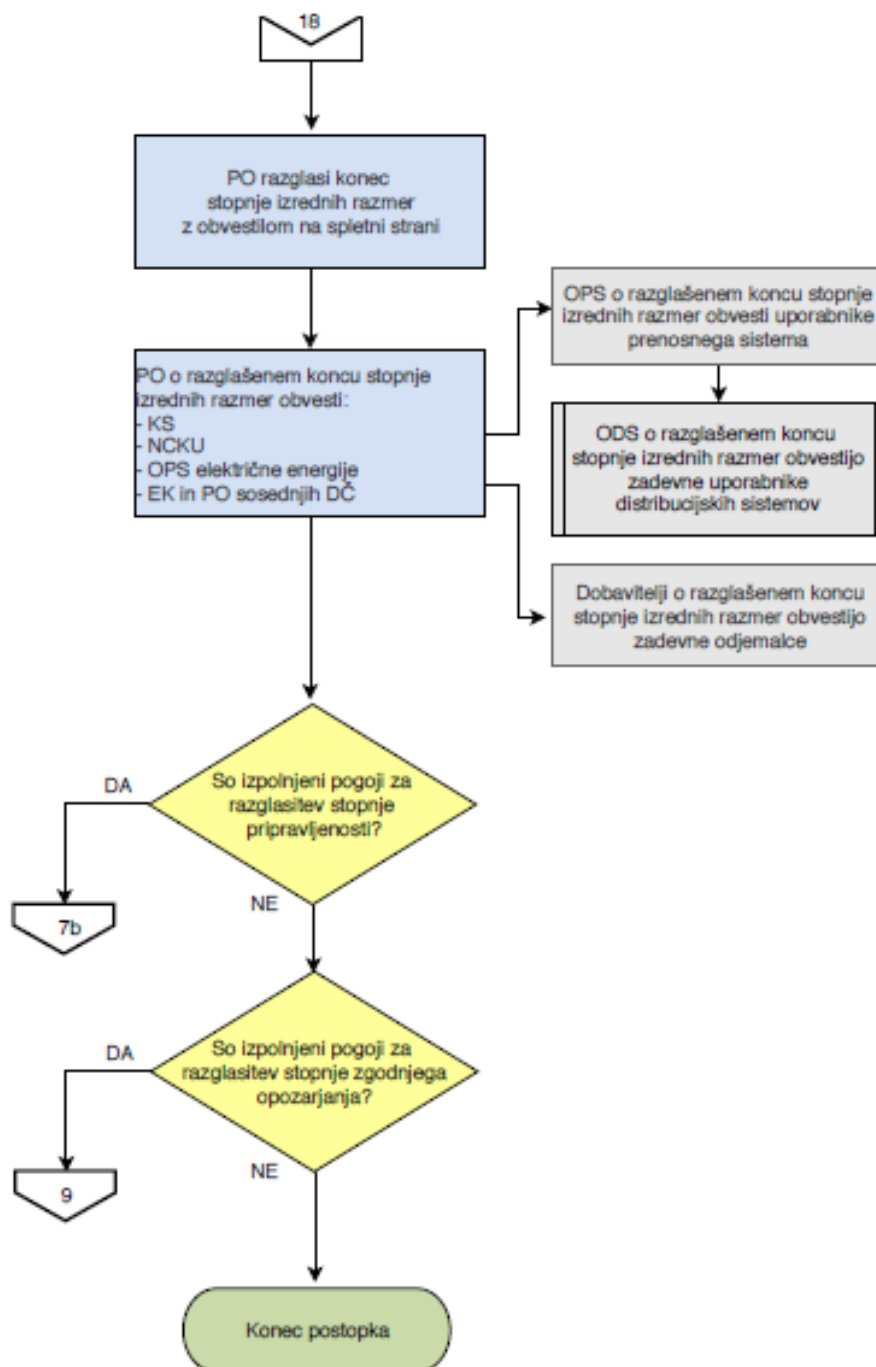 18
PO razglasi konec
stopnje izrednih razmer
z obvestilom na spletni strani
PO o razglašenem koncu stopnje
izrednih razmer obvesti:
- KS
- NCKU
- OPS električne energije
- EK in PO sosednjih DČ
OPS o razglašenem koncu stopnje
izrednih razmer obvesti uporabnike
prenosnega sistema
ODS o razglašenem koncu
stopnje izrednih razmer obvestijo
zadevne uporabnike
distribucijskih sistemov
Dobavitelji o razglašenem koncu
stopnje izrednih razmer obvestijo
zadevne odjemalce
So izpolnjeni pogoji za
razglasitev stopnje
pripravljenosti?
DA
7b
NE
So izpolnjeni pogoji za
razglasitev stopnje zgodnjega
opozarjanja?
DA
9
NE
Konec postopka